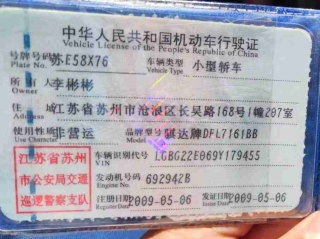 中华人民共和国机动车行驶证
Vehicle License of the People's Republic of China
号牌号码 苏E58X76 车辆类型 小型轿车
Plate No. Vehicle Type
所有人 李彬彬
Owner
住址 江苏省苏州市沧浪区长吴路168号1幢207室
Address
使用性质 非营运 品牌型号 骐达牌DFL7161BB
Use Character
江苏省苏州市公安局交通巡逻警察支队
车辆识别代号 LGBG22E069Y179455
VIN
发动机号码 692942B
Engine No.
注册日期 2009-05-06 发证日期 2009-05-06
Register Date Issue Date